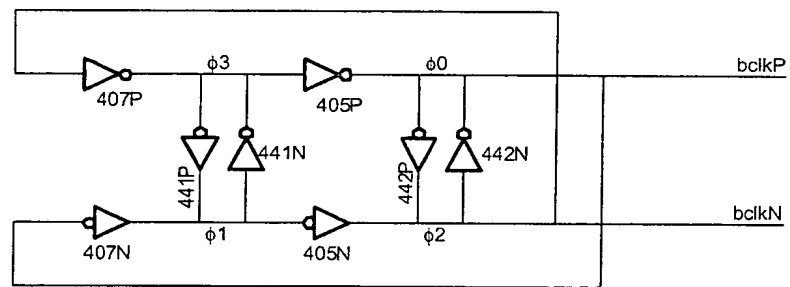 φ3 φ0 bclkP
407P 405P
441P 441N 442P 442N
bclkN
φ1 φ2
407N 405N